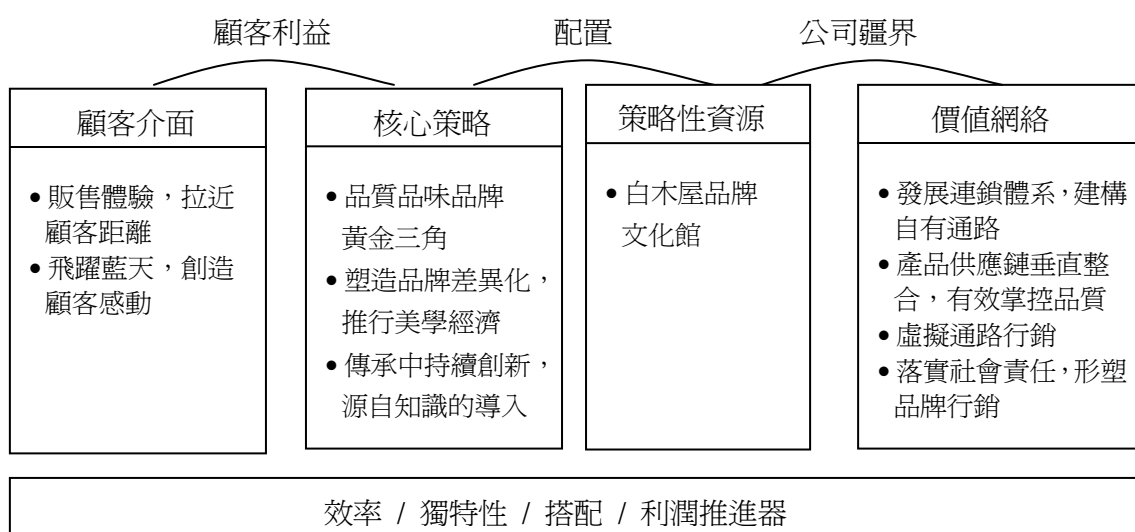 顧客利益 配置 公司疆界
顧客介面
• 販售體驗，拉近
顧客距離
• 飛躍藍天，創造
顧客感動
核心策略
• 品質品味品牌
黃金三角
• 塑造品牌差異化，
推行美學經濟
• 傳承中持續創新，
源自知識的導入
策略性資源
• 白木屋品牌
文化館
價值網絡
• 發展連鎖體系，建構
自有通路
• 產品供應鏈垂直整
合，有效掌控品質
• 虛擬通路行銷
• 落實社會責任，形塑
品牌行銷
效率 / 獨特性 / 搭配 / 利潤推進器